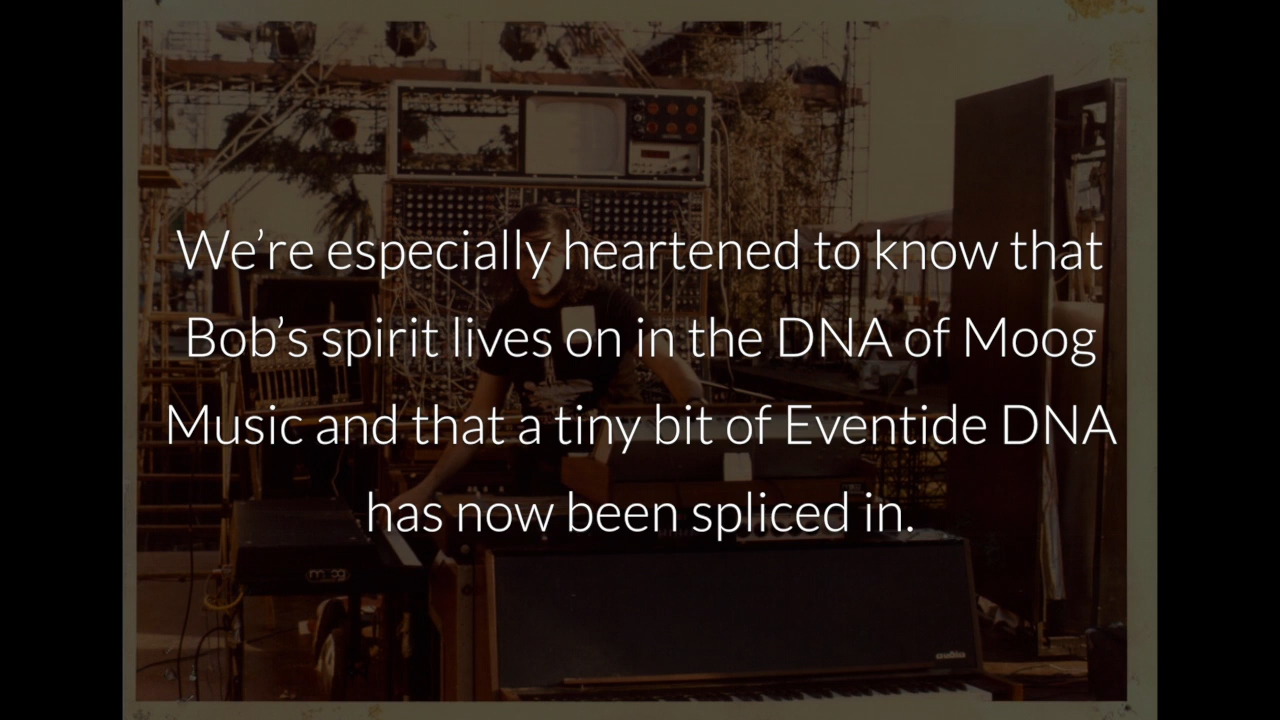 We’re especially heartened to know that
Bob’s spirit lives on in the DNA of Moog
Music and that a tiny bit of Eventide DNA
has now been spliced in.
moog